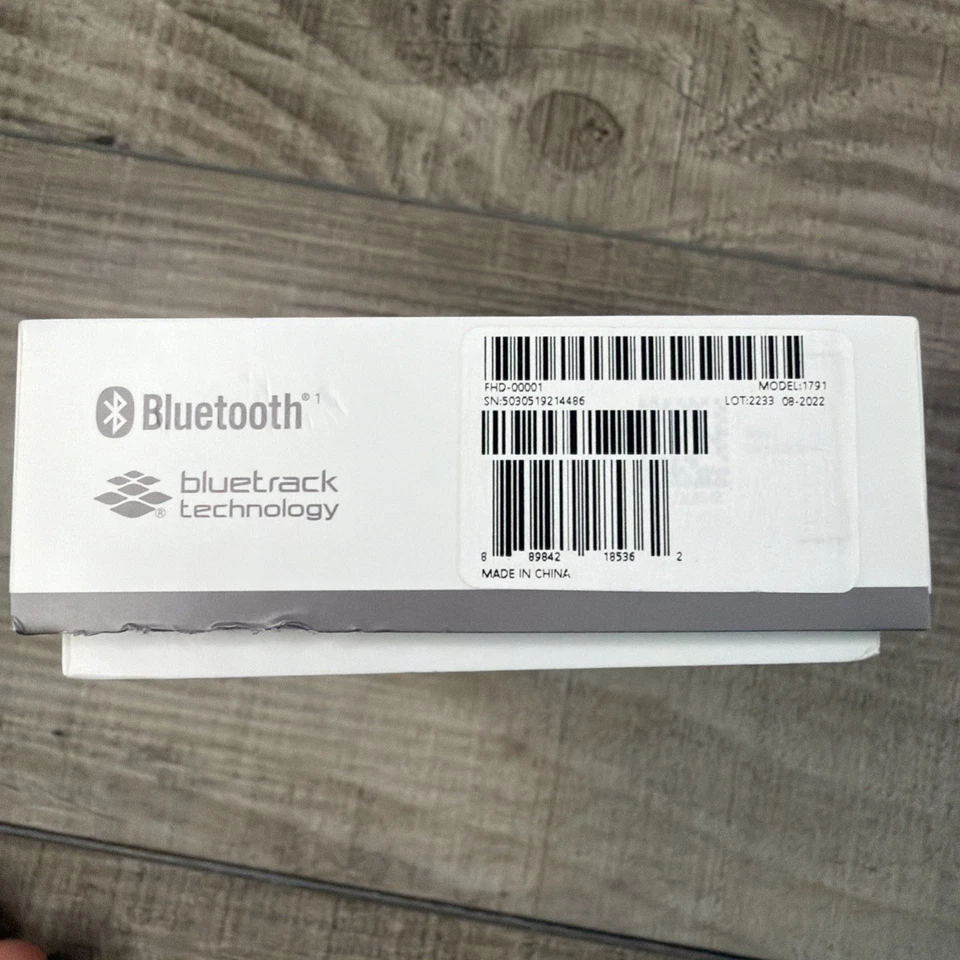 Bluetooth® 1
bluetrack
technology®
FHD-00001 MODEL:1791
SN:5030519214486 LOT:2233 08-2022
8 89842 18536 2
MADE IN CHINA